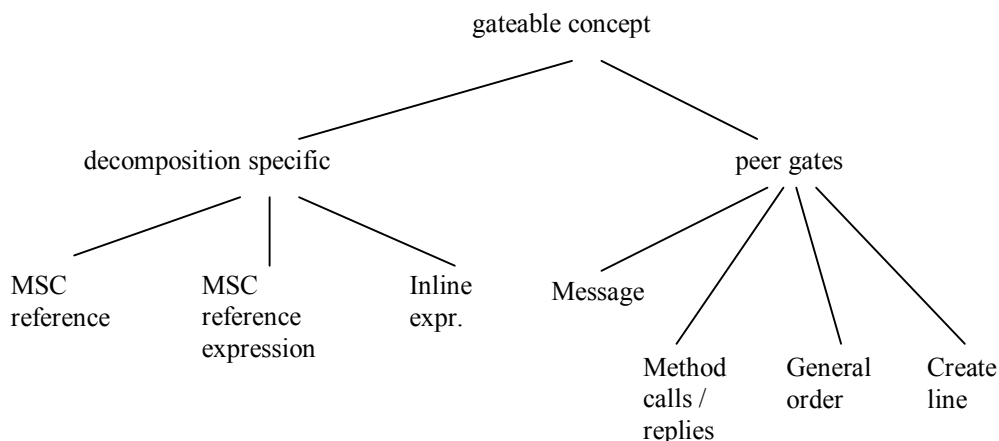 gateable concept
decomposition specific
peer gates
MSC
reference
MSC
reference
expression
Inline
expr.
Message
Method
calls /
replies
General
order
Create
line